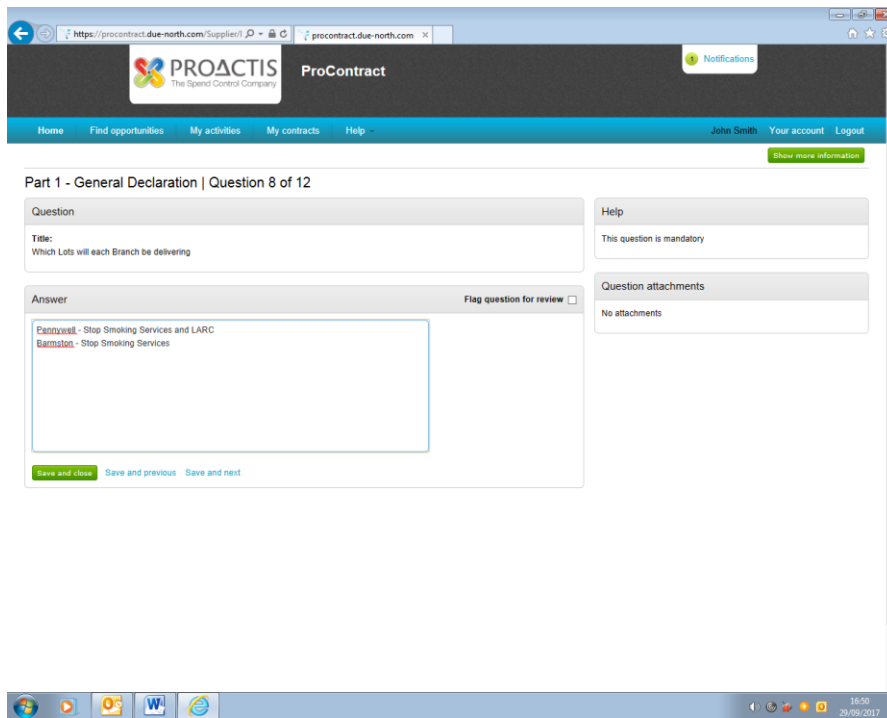 https://procontract.due-north.com/Supplier/
procontract.due-north.com
PROACTIS
The Spend Control Company
ProContract
1 Notifications
Home Find opportunities My activities My contracts Help
John Smith Your account Logout
Show more information
Part 1 - General Declaration | Question 8 of 12
Question
Title:
Which Lots will each Branch be delivering
Help
This question is mandatory
Question attachments
No attachments
Answer
Flag question for review
Pennywell - Stop Smoking Services and LARC
Barmston - Stop Smoking Services
Save and close Save and previous Save and next
16:50
29/09/2017